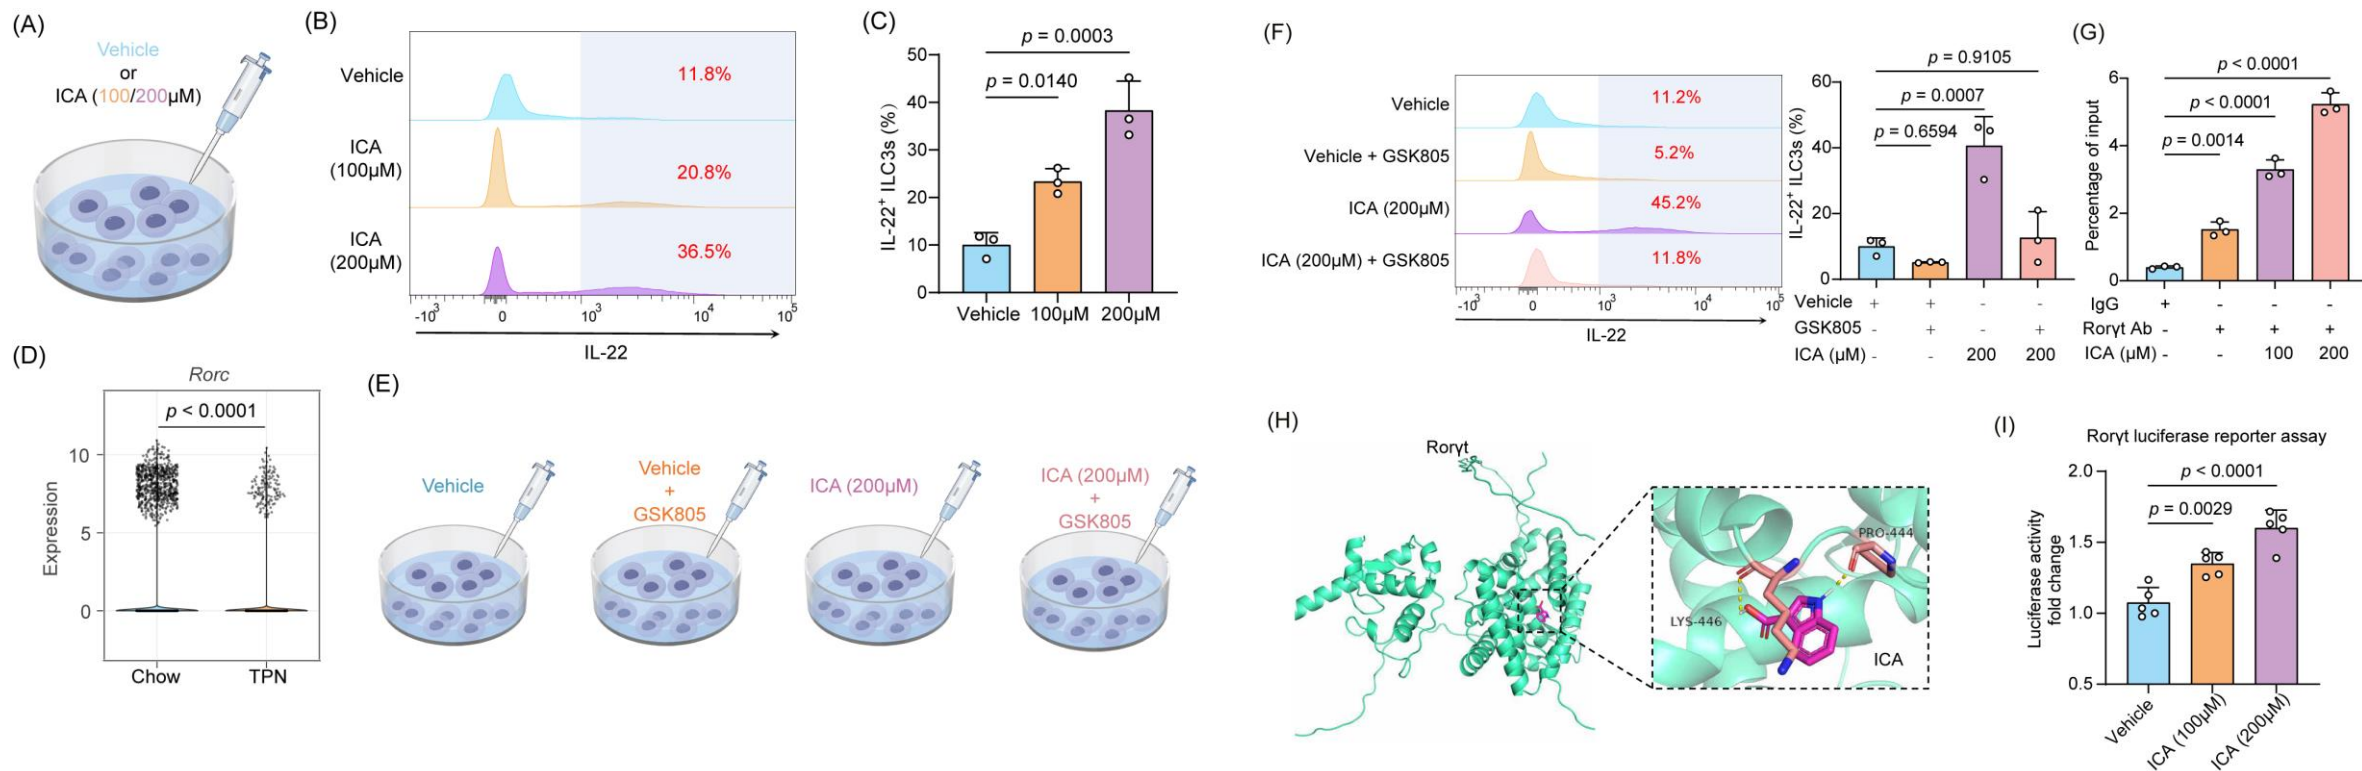 (A)
Vehicle
or
ICA (100/200μM)
(B)
Vehicle
11.8%
ICA
(100μM)
20.8%
ICA
(200μM)
36.5%
-10³ 0 10³ 10⁴ 10⁵
IL-22
(C)
p = 0.0003
p = 0.0140
IL-22⁺ ILC3s (%)
50
40
30
20
10
0
Vehicle 100μM 200μM
(D)
Rorc
p < 0.0001
Expression
10
5
0
Chow TPN
(E)
Vehicle
Vehicle
+
GSK805
ICA (200μM)
ICA (200μM)
+
GSK805
(F)
Vehicle
11.2%
Vehicle + GSK805
5.2%
ICA (200μM)
45.2%
ICA (200μM) + GSK805
11.8%
-10³ 0 10³ 10⁴ 10⁵
IL-22
p = 0.9105
p = 0.0007
p = 0.6594
IL-22⁺ ILC3s (%)
60
40
20
0
Vehicle + + - -
GSK805 - + - +
ICA (μM) - - 200 200
(G)
p < 0.0001
p < 0.0001
p = 0.0014
Percentage of input
6
4
2
0
IgG + - - -
Rorγt Ab - + + +
ICA (μM) - - 100 200
(H)
Rorγt
PRO-444
LYS-446
ICA
(I)
Rorγt luciferase reporter assay
p < 0.0001
p = 0.0029
Luciferase activity
fold change
2.0
1.5
1.0
0.5
Vehicle
ICA (100μM)
ICA (200μM)